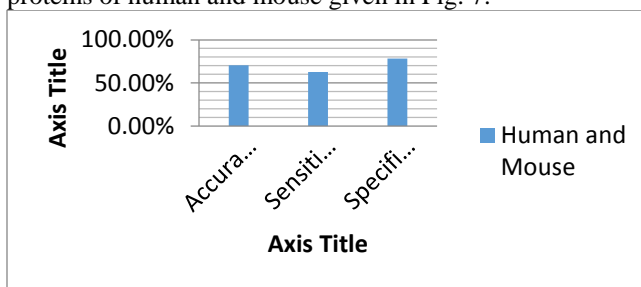 proteins of human and mouse given in Fig. 7.
100.00%
50.00%
0.00%
Axis Title
Accura...
Sensiti...
Specifi...
Axis Title
Human and
Mouse